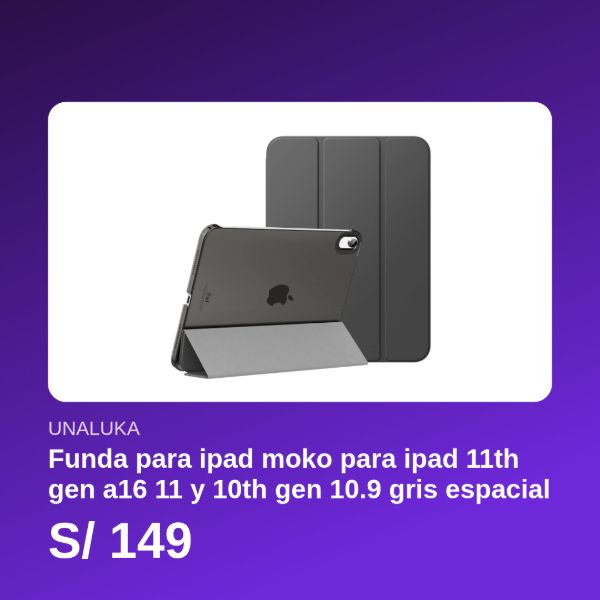 UNALUKA
Funda para ipad moko para ipad 11th
gen a16 11 y 10th gen 10.9 gris espacial
S/ 149